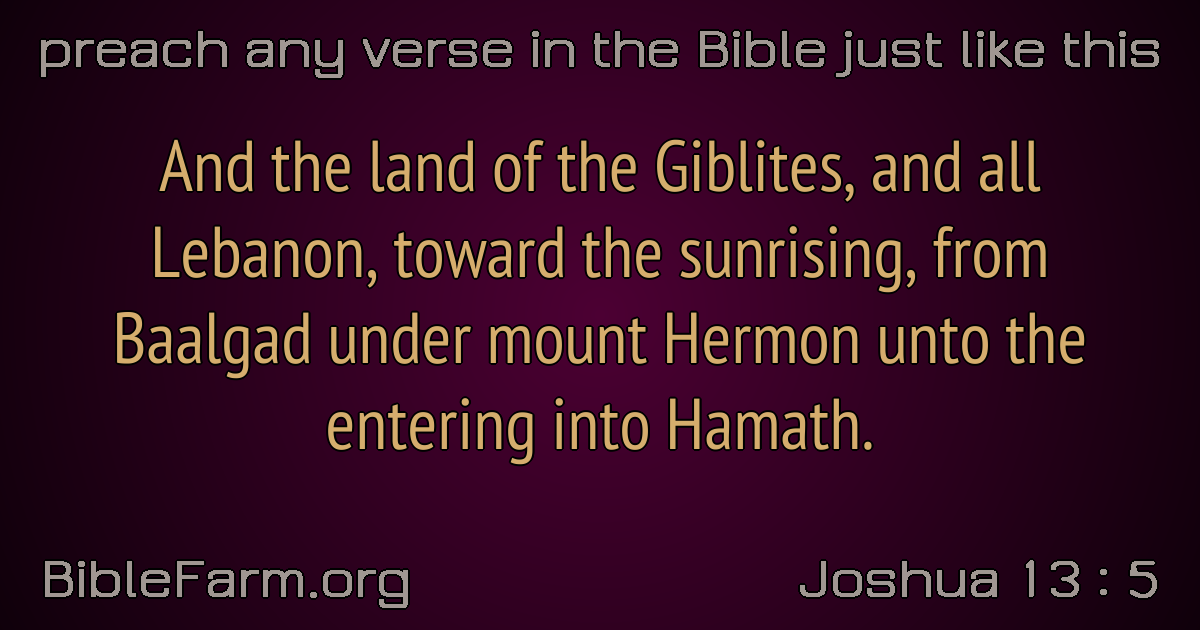 preach any verse in the Bible just like this
And the land of the Giblites, and all
Lebanon, toward the sunrising, from
Baalgad under mount Hermon unto the
entering into Hamath.
BibleFarm.org
Joshua 13 : 5